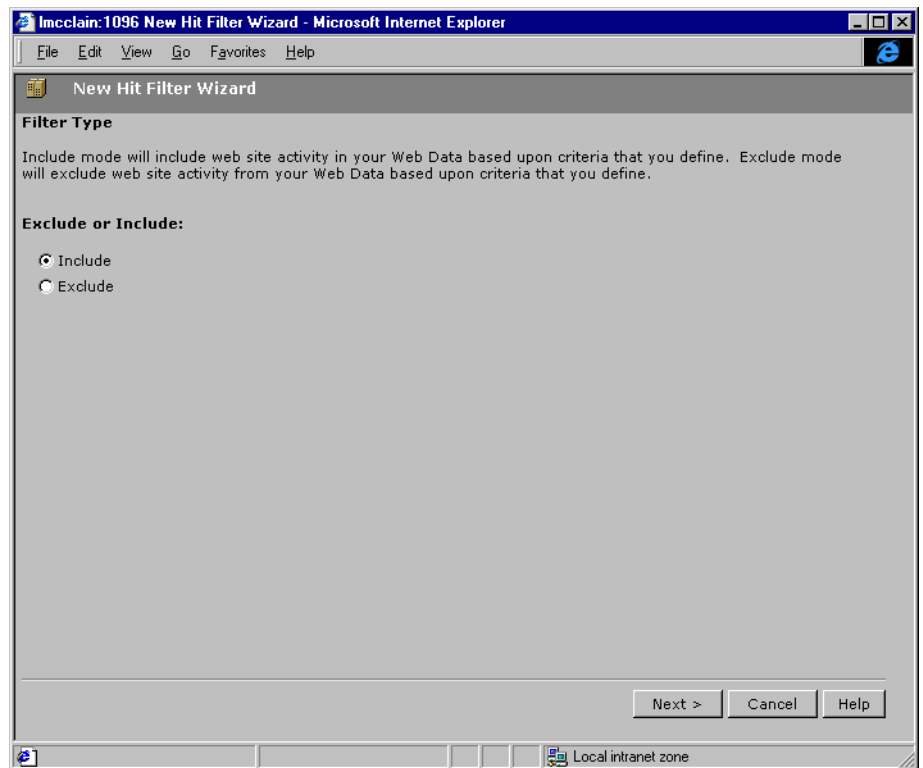 lmcclain:1096 New Hit Filter Wizard - Microsoft Internet Explorer
File Edit View Go Favorites Help
New Hit Filter Wizard
Filter Type
Include mode will include web site activity in your Web Data based upon criteria that you define. Exclude mode
will exclude web site activity from your Web Data based upon criteria that you define.
Exclude or Include:
Include
Exclude
Next > Cancel Help
Local intranet zone